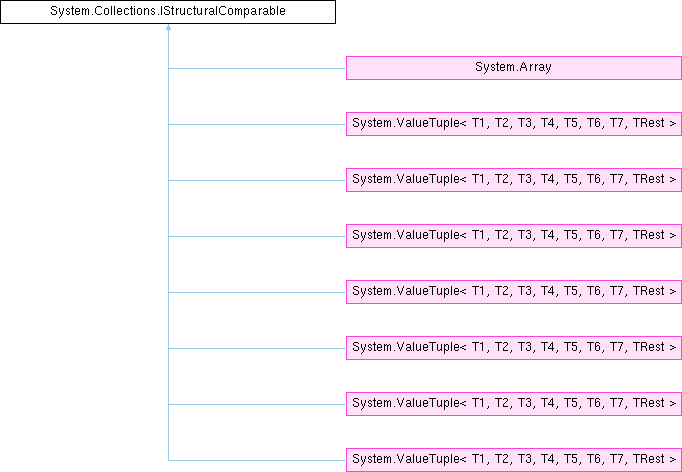 System.Collections.IStructuralComparable
System.Array
System.ValueTuple< T1, T2, T3, T4, T5, T6, T7, TRest >
System.ValueTuple< T1, T2, T3, T4, T5, T6, T7, TRest >
System.ValueTuple< T1, T2, T3, T4, T5, T6, T7, TRest >
System.ValueTuple< T1, T2, T3, T4, T5, T6, T7, TRest >
System.ValueTuple< T1, T2, T3, T4, T5, T6, T7, TRest >
System.ValueTuple< T1, T2, T3, T4, T5, T6, T7, TRest >
System.ValueTuple< T1, T2, T3, T4, T5, T6, T7, TRest >